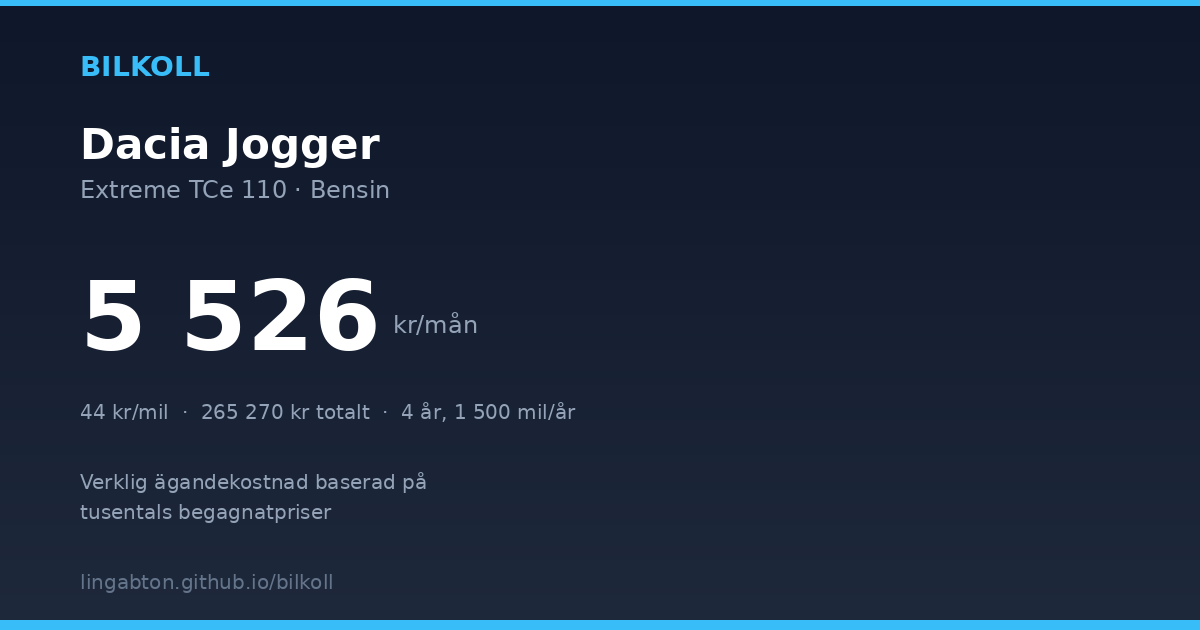 BILKOLL
Dacia Jogger
Extreme TCe 110 · Bensin
5 526 kr/mån
44 kr/mil · 265 270 kr totalt · 4 år, 1 500 mil/år
Verklig ägandekostnad baserad på
tusentals begagnatpriser
lingabton.github.io/bilkoll